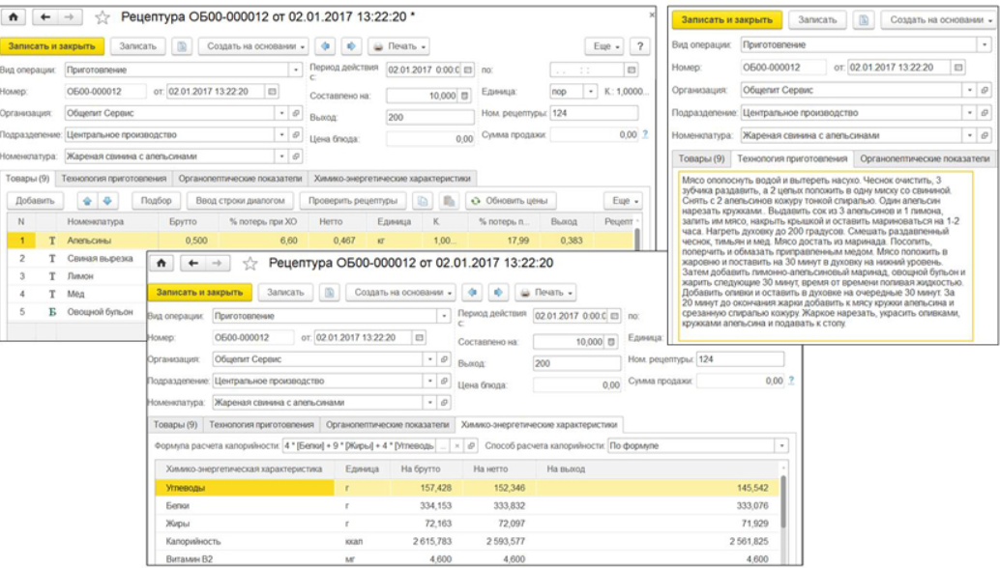 Рецептура ОБ00-000012 от 02.01.2017 13:22:20 *
Записать и закрыть Записать Создать на основании Печать Еще ?
Вид операции: Приготовление Период действия с: 02.01.2017 0:00:0 по: . . : :
Номер: ОБ00-000012 от: 02.01.2017 13:22:20 Составлено на: 10,000 Единица: пор К.: 1,0000...
Организация: Общепит Сервис Выход: 200 Ном. рецептуры: 124
Подразделение: Центральное производство Цена блюда: 0,00 Сумма продажи: 0,00 ?
Номенклатура: Жареная свинина с апельсинами
Товары (9) Технология приготовления Органолептические показатели Химико-энергетические характеристики
Добавить Подбор Ввод строки диалогом Проверить рецептуры Обновить цены Еще
N Номенклатура Брутто % потерь при ХО Нетто Единица К. % потерь п... Выход Рецепт
1 Т Апельсины 0,500 6,60 0,467 кг 1,00... 17,99 0,383
2 Т Свиная вырезка
3 Т Лимон
4 Т Мёд
5 Б Овощной бульон
Записать и закрыть Записать Создать на основании
Вид операции: Приготовление
Номер: ОБ00-000012 от: 02.01.2017 13:22:20
Организация: Общепит Сервис
Подразделение: Центральное производство
Номенклатура: Жареная свинина с апельсинами
Товары (9) Технология приготовления Органолептические показатели
Мясо ополоснуть водой и вытереть насухо. Чеснок очистить, 3
зубчика раздавить, а 2 целых положить в одну миску со свининой.
Снять с 2 апельсинов кожуру тонкой спиралью. Один апельсин
нарезать кружками. Выдавить сок из 3 апельсинов и 1 лимона,
залить им мясо, накрыть крышкой и оставить мариноваться на 1-2
часа. Нагреть духовку до 200 градусов. Смешать раздавленный
чеснок, тимьян и мед. Мясо достать из маринада. Посолить,
поперчить и обмазать приправленным медом. Мясо положить в
жаровню и поставить на 30 минут в духовку на нижний уровень.
Затем добавить лимонно-апельсиновый маринад, овощной бульон и
жарить следующие 30 минут, время от времени поливая жидкостью.
Добавить оливки и оставить в духовке на очередные 30 минут. За
20 минут до окончания жарки добавить к мясу кружки апельсина и
срезанную спиралью кожуру. Жаркое нарезать, украсить оливками,
кружками апельсина и подавать к столу.
Рецептура ОБ00-000012 от 02.01.2017 13:22:20
Записать и закрыть Записать Создать на основании Печать
Вид операции: Приготовление Период действия с: 02.01.2017 0:00:0 по:
Номер: ОБ00-000012 от: 02.01.2017 13:22:20 Составлено на: 10,000 Единица:
Организация: Общепит Сервис Выход: 200 Ном. рецептуры: 124
Подразделение: Центральное производство Цена блюда: 0,00 Сумма продажи: 0,00 ?
Номенклатура: Жареная свинина с апельсинами
Товары (9) Технология приготовления Органолептические показатели Химико-энергетические характеристики
Формула расчета калорийности: 4 * [Белки] + 9 * [Жиры] + 4 * [Углеводь ... × Способ расчета калорийности: По формуле
Химико-энергетическая характеристика Единица На брутто На нетто На выход
Углеводы г 157,428 152,346 145,542
Белки г 334,153 333,832 333,076
Жиры г 72,163 72,097 71,929
Калорийность ккал 2 615,783 2 593,577 2 561,825
Витамин B2 мг 4,600 4,600 4,600